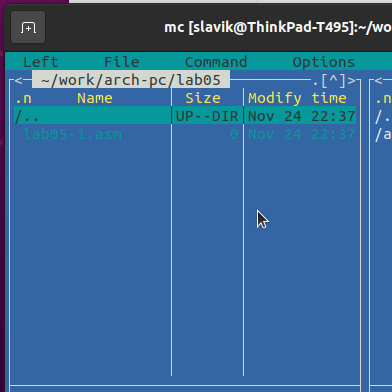 mc [slavik@ThinkPad-T495]:~/wo
Left File Command Options
<— ~/work/arch-pc/lab05 .[^]>
.n Name Size Modify time
/.. UP--DIR Nov 24 22:37
lab05-1.asm 0 Nov 24 22:37
<
.n
/..
/a